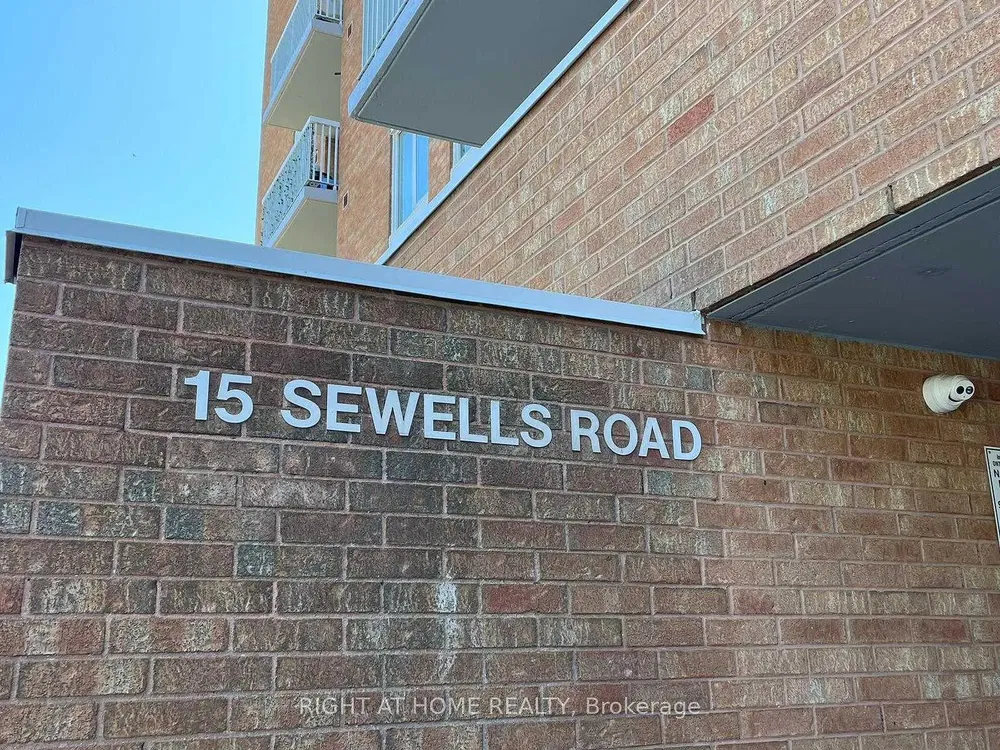 15 SEWELLS ROAD
RIGHT AT HOME REALTY, Brokerage